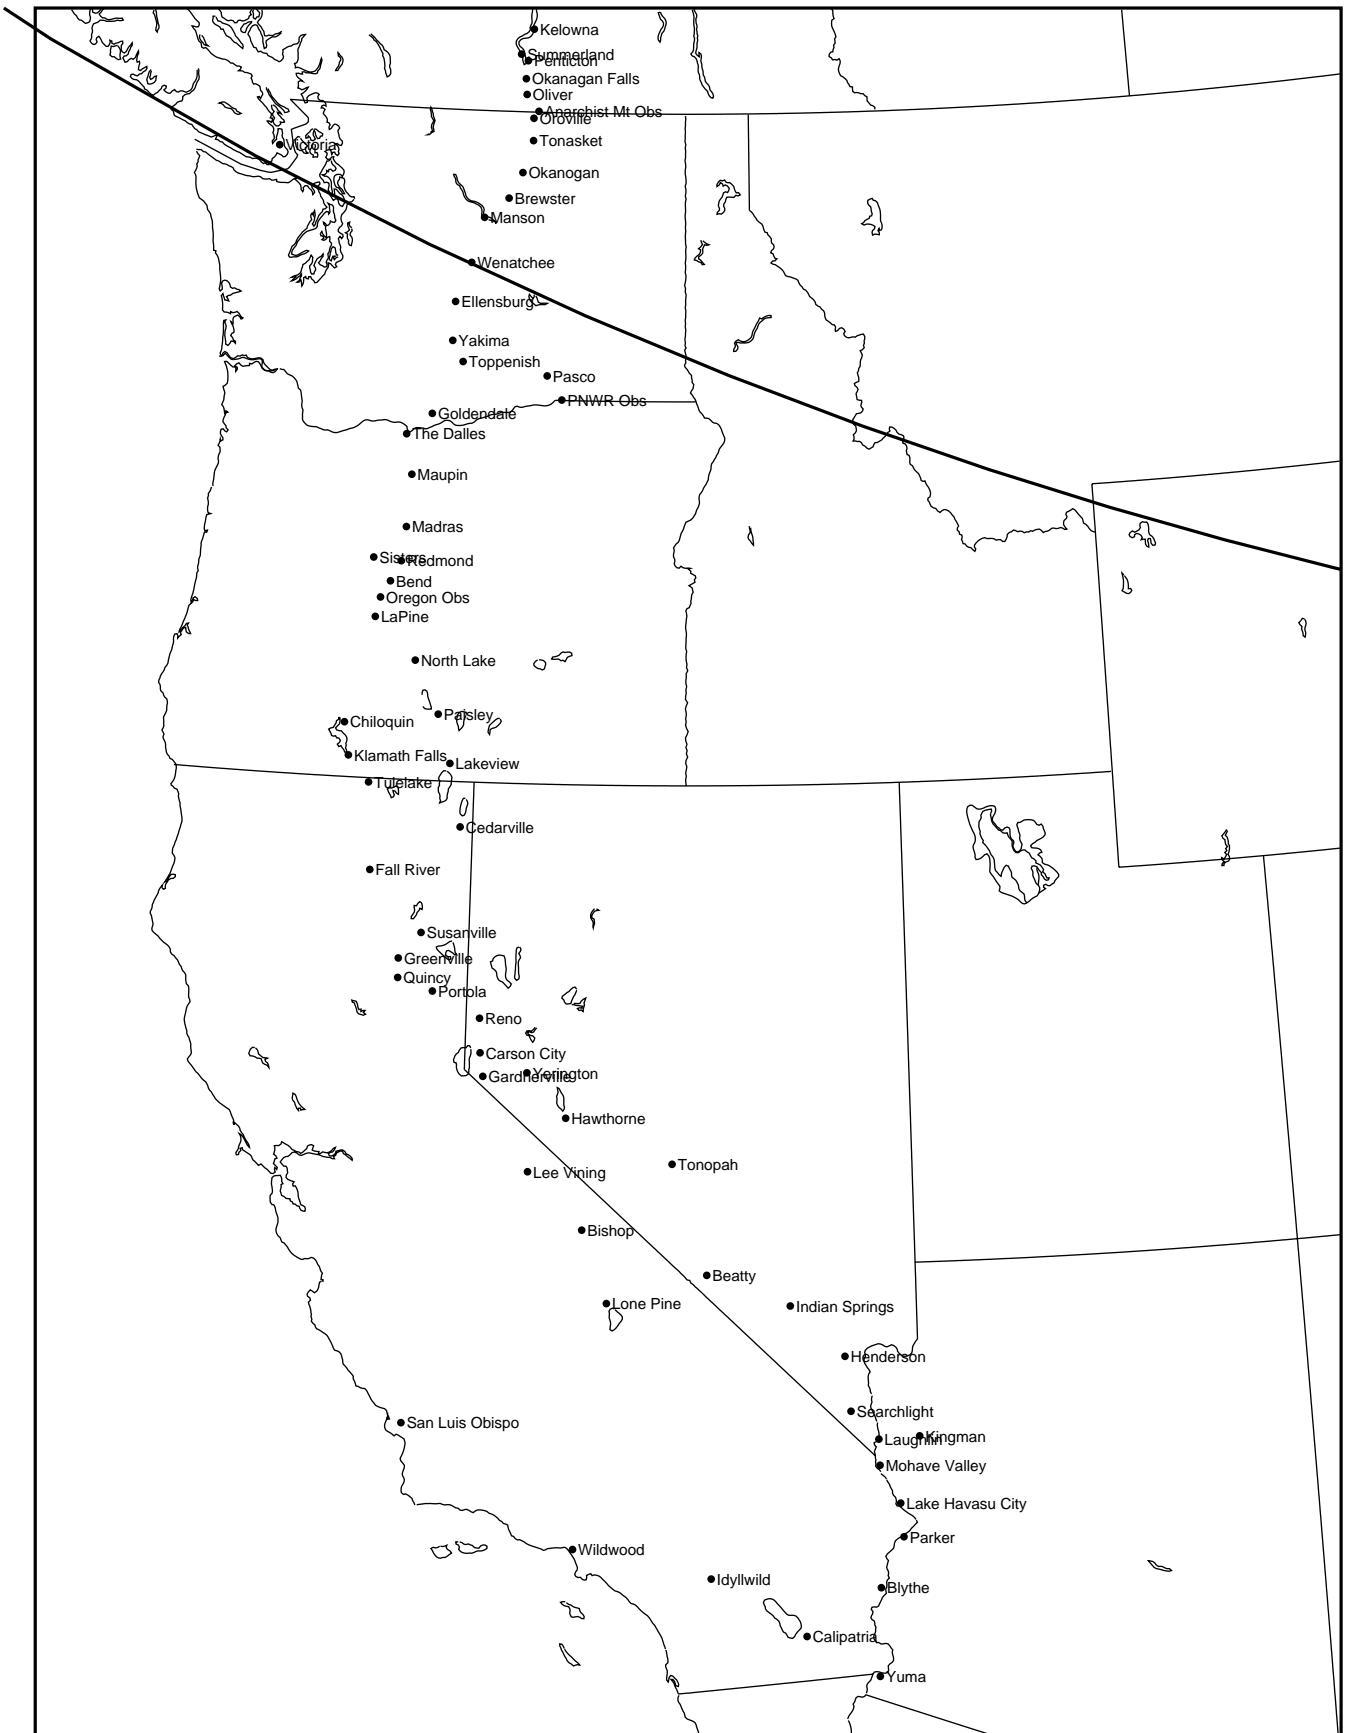 Kelowna
Summerland
Penticton
Okanagan Falls
Oliver
Anarchist Mt Obs
Oroville
Tonasket
Victoria
Okanogan
Brewster
Manson
Wenatchee
Ellensburg
Yakima
Toppenish
Pasco
PNWR Obs
Goldendale
The Dalles
Maupin
Madras
Sisters
Redmond
Bend
Oregon Obs
LaPine
North Lake
Paisley
Chiloquin
Klamath Falls
Lakeview
Tulelake
Cedarville
Fall River
Susanville
Greenville
Quincy
Portola
Reno
Carson City
Yerington
Gardnerville
Hawthorne
Tonopah
Lee Vining
Bishop
Beatty
Lone Pine
Indian Springs
Henderson
Searchlight
San Luis Obispo
Kingman
Laughlin
Mohave Valley
Lake Havasu City
Parker
Wildwood
Idyllwild
Blythe
Calipatria
Yuma